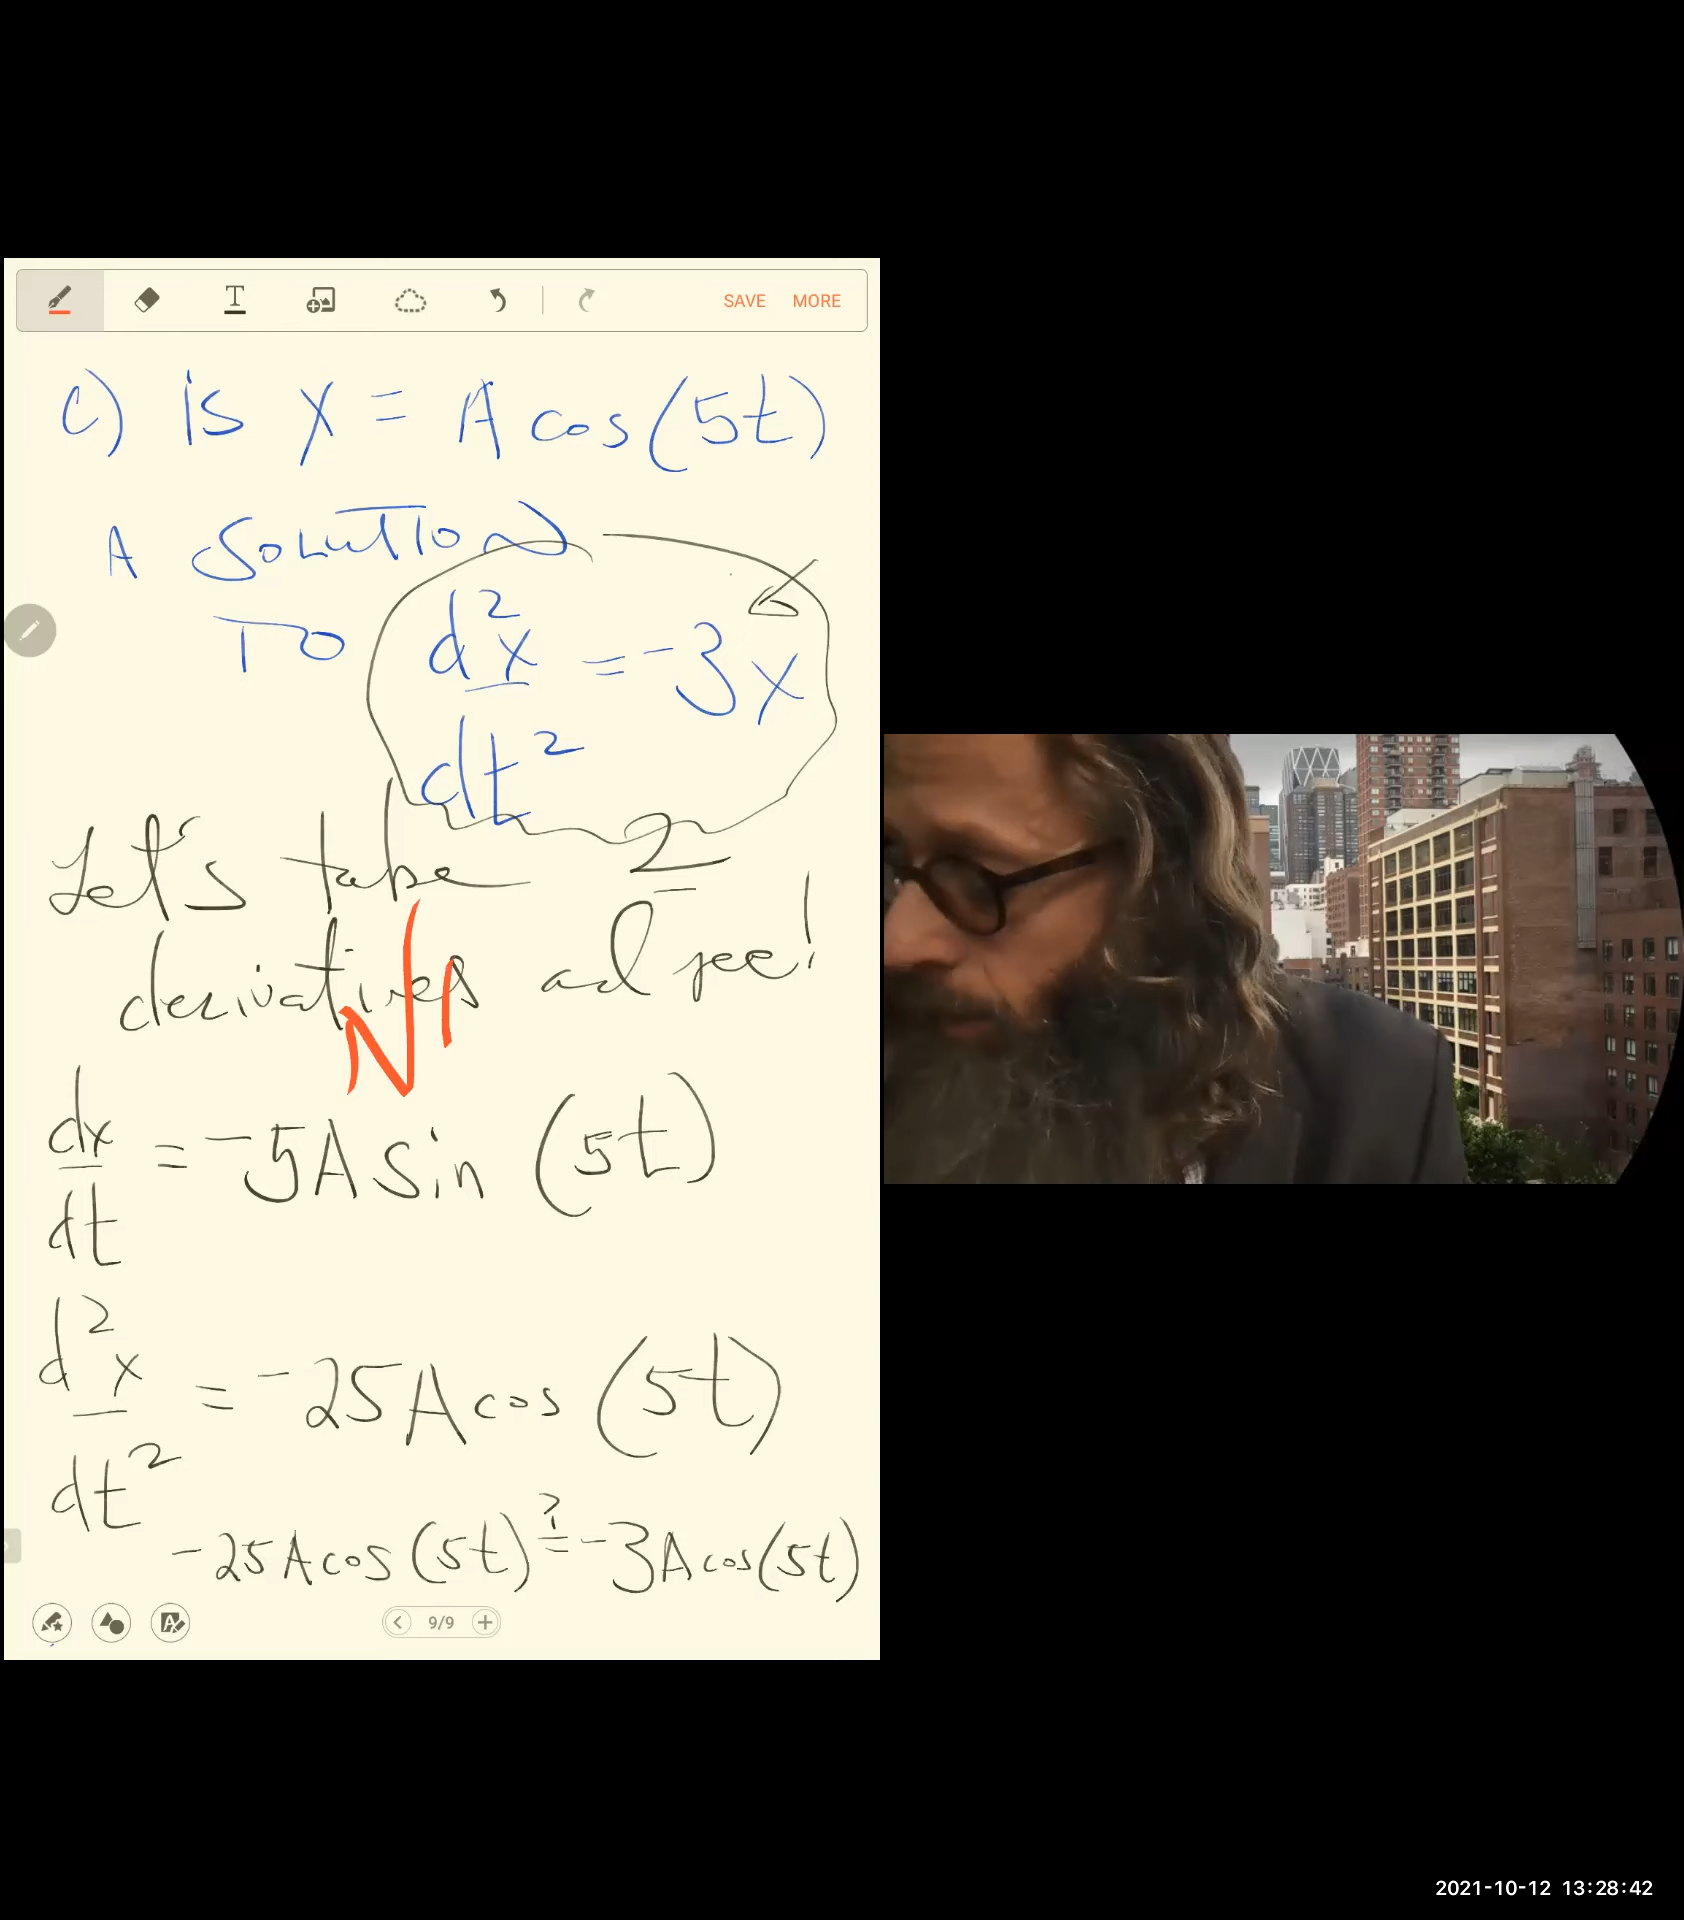 T
SAVE MORE
c) is x = A cos(5t)
A SOLUTION
TO d²x = -3x
dt²
Let's take 2
derivatives ad see!
dx = -5A sin (5t)
dt
d²x = -25A cos (5t)
dt²
-25A cos (5t) ?= -3A cos(5t)
A
9/9
2021-10-12 13:28:42